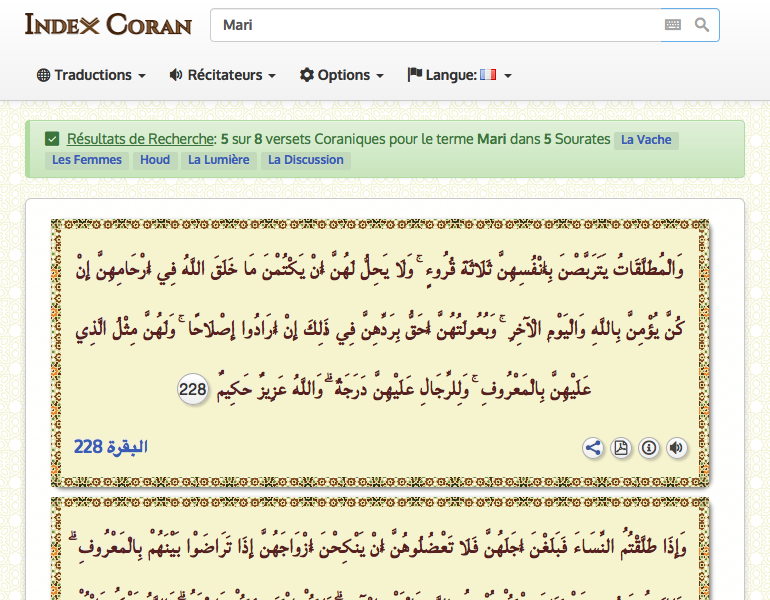 Index Coran
Mari
Traductions Récitateurs Options Langue:
Résultats de Recherche: 5 sur 8 versets Coraniques pour le terme Mari dans 5 Sourates La Vache
Les Femmes Houd La Lumière La Discussion
وَالْمُطَلَّقَاتُ يَتَرَبَّصْنَ بِأَنْفُسِهِنَّ ثَلَاثَةَ قُرُوءٍ ۚ وَلَا يَحِلُّ لَهُنَّ أَنْ يَكْتُمْنَ مَا خَلَقَ اللَّهُ فِي أَرْحَامِهِنَّ إِنْ
كُنَّ يُؤْمِنَّ بِاللَّهِ وَالْيَوْمِ الْآخِرِ ۚ وَبُعُولَتُهُنَّ أَحَقُّ بِرَدِّهِنَّ فِي ذَٰلِكَ إِنْ أَرَادُوا إِصْلَاحًا ۚ وَلَهُنَّ مِثْلُ الَّذِي
عَلَيْهِنَّ بِالْمَعْرُوفِ ۚ وَلِلرِّجَالِ عَلَيْهِنَّ دَرَجَةٌ ۗ وَاللَّهُ عَزِيزٌ حَكِيمٌ 228
البقرة 228
وَإِذَا طَلَّقْتُمُ النِّسَاءَ فَبَلَغْنَ أَجَلَهُنَّ فَلَا تَعْضُلُوهُنَّ أَنْ يَنْكِحْنَ أَزْوَاجَهُنَّ إِذَا تَرَاضَوْا بَيْنَهُمْ بِالْمَعْرُوفِ ۗ